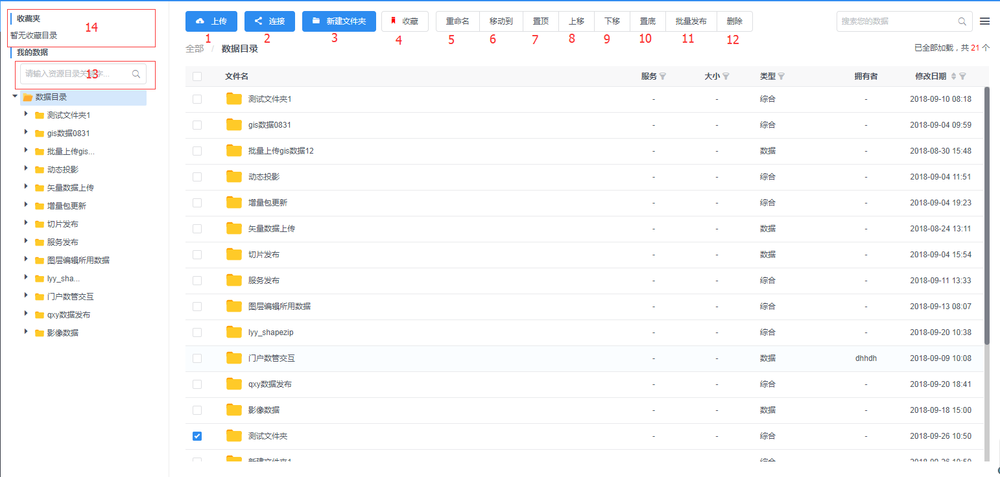 收藏夹
14
暂无收藏目录
我的数据
请输入资源目录关键字...
13
数据目录
测试文件夹1
gis数据0831
批量上传gis...
动态投影
矢量数据上传
增量包更新
切片发布
服务发布
图层编辑所用数据
lyy_sha...
门户数管交互
qxy数据发布
影像数据
上传 连接 新建文件夹 收藏 重命名 移动到 置顶 上移 下移 置底 批量发布 删除 搜索您的数据
1 2 3 4 5 6 7 8 9 10 11 12
全部 / 数据目录 已全部加载，共 21 个
文件名 服务 大小 类型 拥有者 修改日期
测试文件夹1 - - 综合 - 2018-09-10 08:18
gis数据0831 - - 综合 - 2018-09-04 09:59
批量上传gis数据12 - - 数据 - 2018-08-30 15:48
动态投影 - - 综合 - 2018-09-04 11:51
增量包更新 - - 综合 - 2018-09-04 19:23
矢量数据上传 - - 数据 - 2018-08-24 13:11
切片发布 - - 数据 - 2018-09-04 15:54
服务发布 - - 综合 - 2018-09-11 13:33
图层编辑所用数据 - - 综合 - 2018-09-13 08:07
lyy_shapezip - - 综合 - 2018-09-20 10:38
门户数管交互 - - 数据 dhhdh 2018-09-09 10:08
qxy数据发布 - - 综合 - 2018-09-20 18:41
影像数据 - - 数据 - 2018-09-18 15:00
测试文件夹 - - 综合 - 2018-09-26 10:50
新建文件夹1 - - 综合 - 2018-09-26 10:50